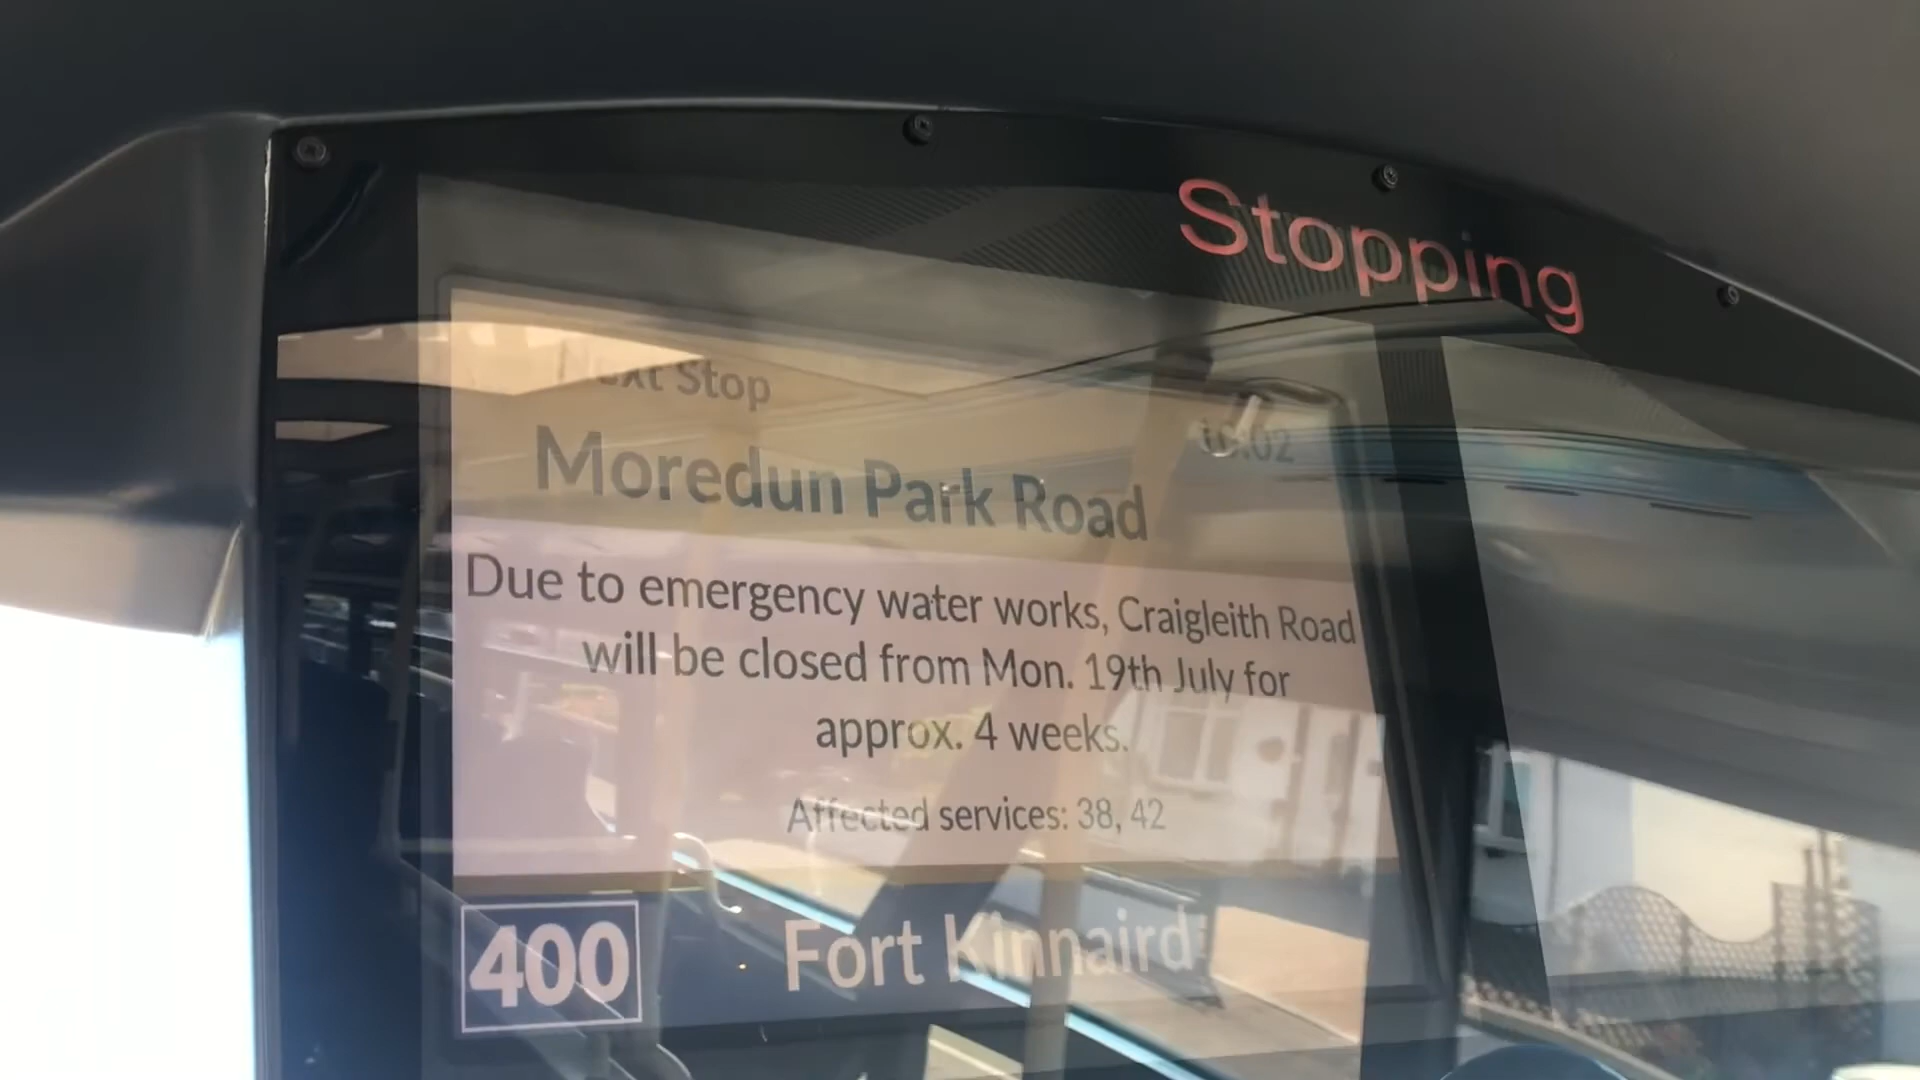 Stopping
Stop
Moredun Park Road
Due to emergency water works, Craigleith Road
will be closed from Mon. 19th July for
approx. 4 weeks.
Affected services: 38, 42
400 Fort Kinnaird